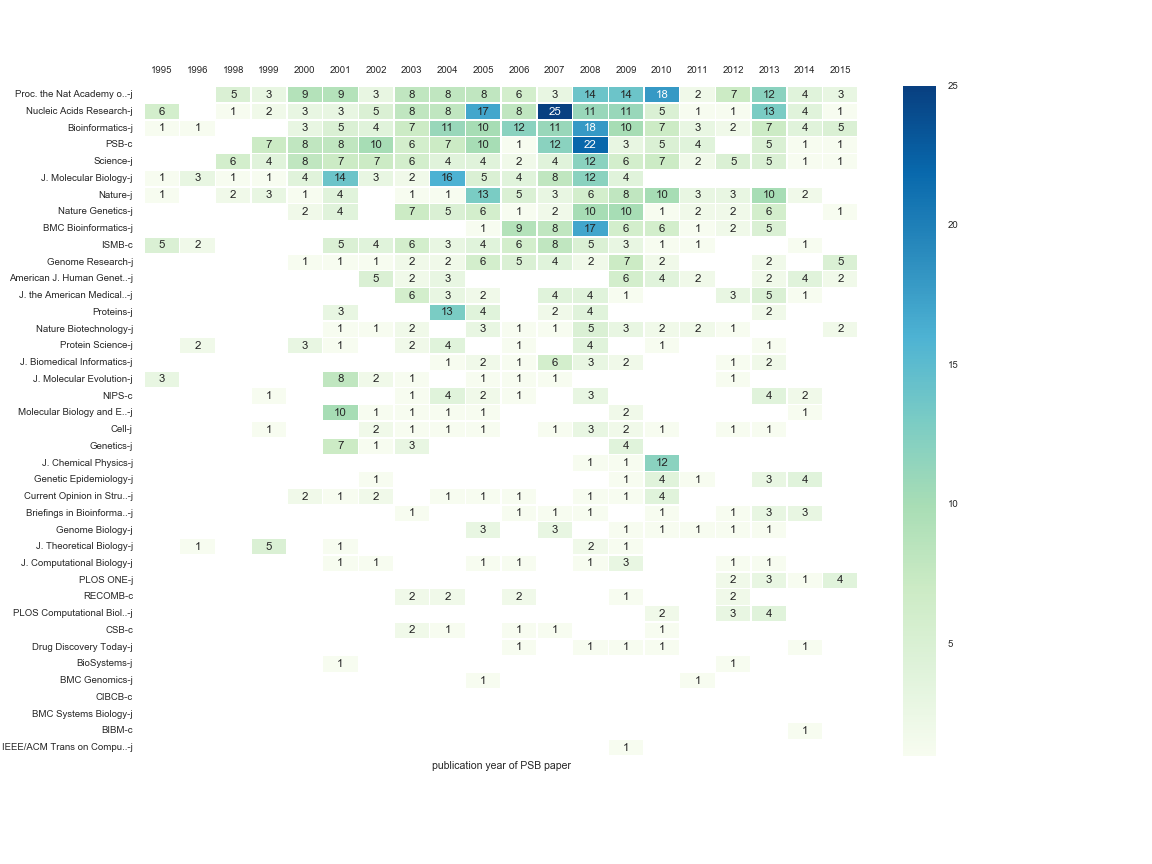 1995 1996 1998 1999 2000 2001 2002 2003 2004 2005 2006 2007 2008 2009 2010 2011 2012 2013 2014 2015
Proc. the Nat Academy o..-j 5 3 9 9 3 8 8 8 6 3 14 14 18 2 7 12 4 3
Nucleic Acids Research-j 6 1 2 3 3 5 8 8 17 8 25 11 11 5 1 1 13 4 1
Bioinformatics-j 1 1 3 5 4 7 11 10 12 11 18 10 7 3 2 7 4 5
PSB-c 7 8 8 10 6 7 10 1 12 22 3 5 4 5 1 1
Science-j 6 4 8 7 7 6 4 4 2 4 12 6 7 2 5 5 1 1
J. Molecular Biology-j 1 3 1 1 4 14 3 2 16 5 4 8 12 4
Nature-j 1 2 3 1 4 1 1 13 5 3 6 8 10 3 3 10 2
Nature Genetics-j 2 4 7 5 6 1 2 10 10 1 2 2 6 1
BMC Bioinformatics-j 1 9 8 17 6 6 1 2 5
ISMB-c 5 2 5 4 6 3 4 6 8 5 3 1 1 1
Genome Research-j 1 1 1 2 2 6 5 4 2 7 2 2 5
American J. Human Genet..-j 5 2 3 6 4 2 2 4 2
J. the American Medical..-j 6 3 2 4 4 1 3 5 1
Proteins-j 3 13 4 2 4 2
Nature Biotechnology-j 1 1 2 3 1 1 5 3 2 2 1 2
Protein Science-j 2 3 1 2 4 1 4 1 1
J. Biomedical Informatics-j 1 2 1 6 3 2 1 2
J. Molecular Evolution-j 3 8 2 1 1 1 1 1
NIPS-c 1 1 4 2 1 3 4 2
Molecular Biology and E..-j 10 1 1 1 1 2 1
Cell-j 1 2 1 1 1 1 3 2 1 1 1
Genetics-j 7 1 3 4
J. Chemical Physics-j 1 1 12
Genetic Epidemiology-j 1 1 4 1 3 4
Current Opinion in Stru..-j 2 1 2 1 1 1 1 1 4
Briefings in Bioinforma..-j 1 1 1 1 1 1 3 3
Genome Biology-j 3 3 1 1 1 1 1
J. Theoretical Biology-j 1 5 1 2 1
J. Computational Biology-j 1 1 1 1 1 3 1 1
PLOS ONE-j 2 3 1 4
RECOMB-c 2 2 2 1 2
PLOS Computational Biol..-j 2 3 4
CSB-c 2 1 1 1 1
Drug Discovery Today-j 1 1 1 1 1
BioSystems-j 1 1
BMC Genomics-j 1 1
CIBCB-c
BMC Systems Biology-j
BIBM-c 1
IEEE/ACM Trans on Compu..-j 1
publication year of PSB paper
25
20
15
10
5